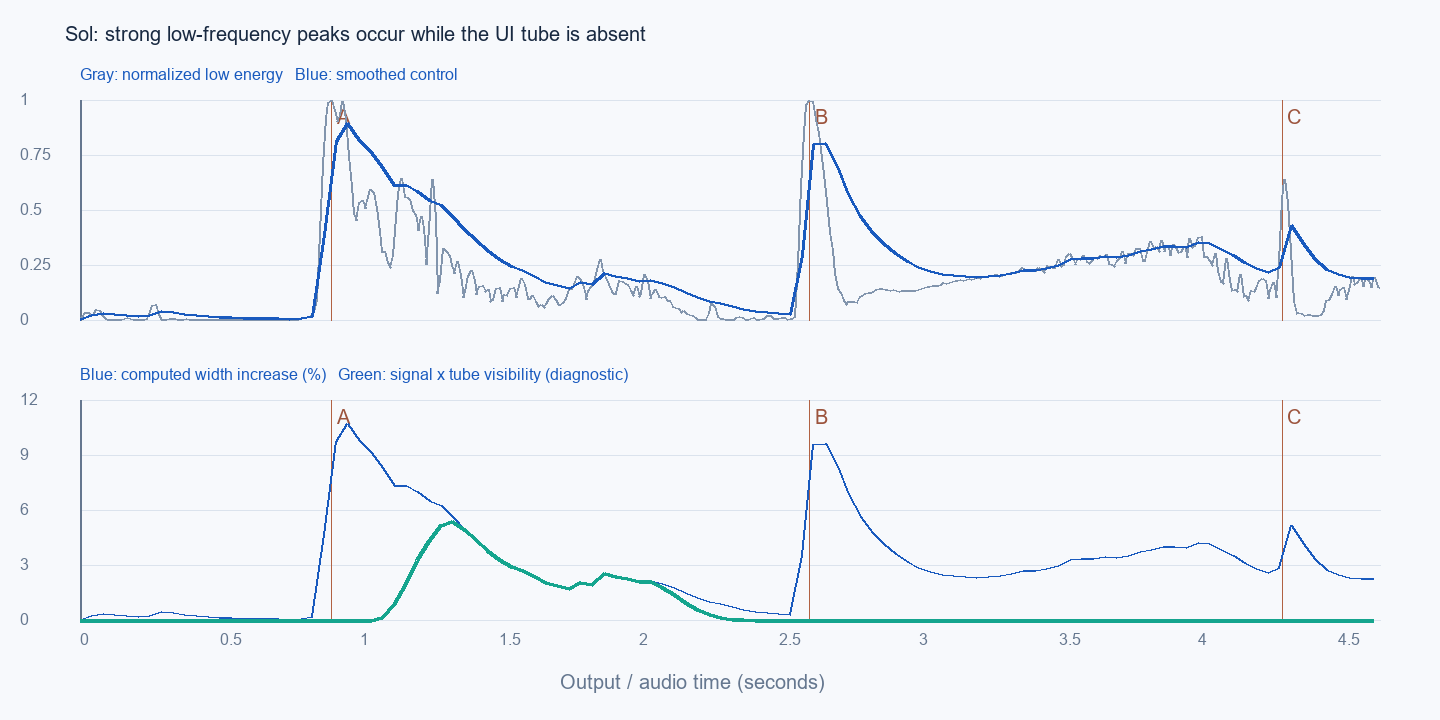 Sol: strong low-frequency peaks occur while the UI tube is absent
Gray: normalized low energy Blue: smoothed control
1
A
B
C
0.75
0.5
0.25
0
Blue: computed width increase (%) Green: signal x tube visibility (diagnostic)
12
A
B
C
9
6
3
0
0 0.5 1 1.5 2 2.5 3 3.5 4 4.5
Output / audio time (seconds)